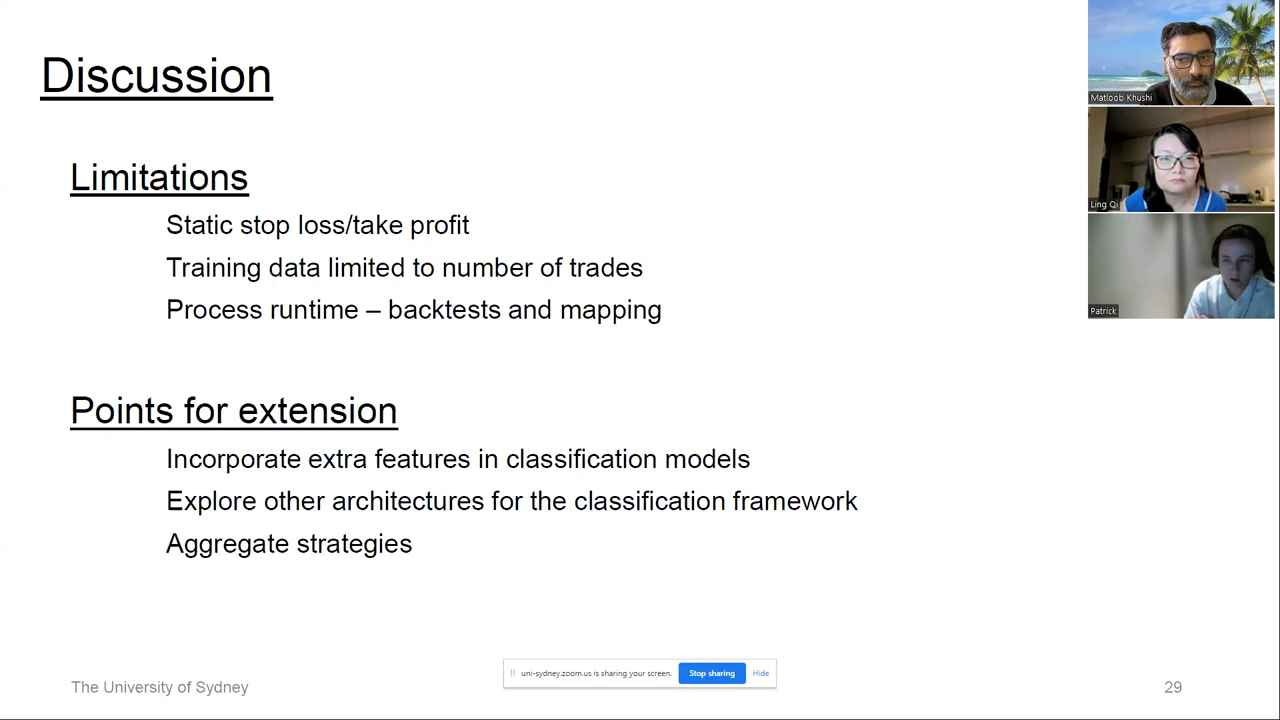 Discussion
Limitations
Static stop loss/take profit
Training data limited to number of trades
Process runtime – backtests and mapping
Points for extension
Incorporate extra features in classification models
Explore other architectures for the classification framework
Aggregate strategies
The University of Sydney
29
uni-sydney.zoom.us is sharing your screen.
Stop sharing
Hide
Matloob Khushi
Ling Qi
Patrick